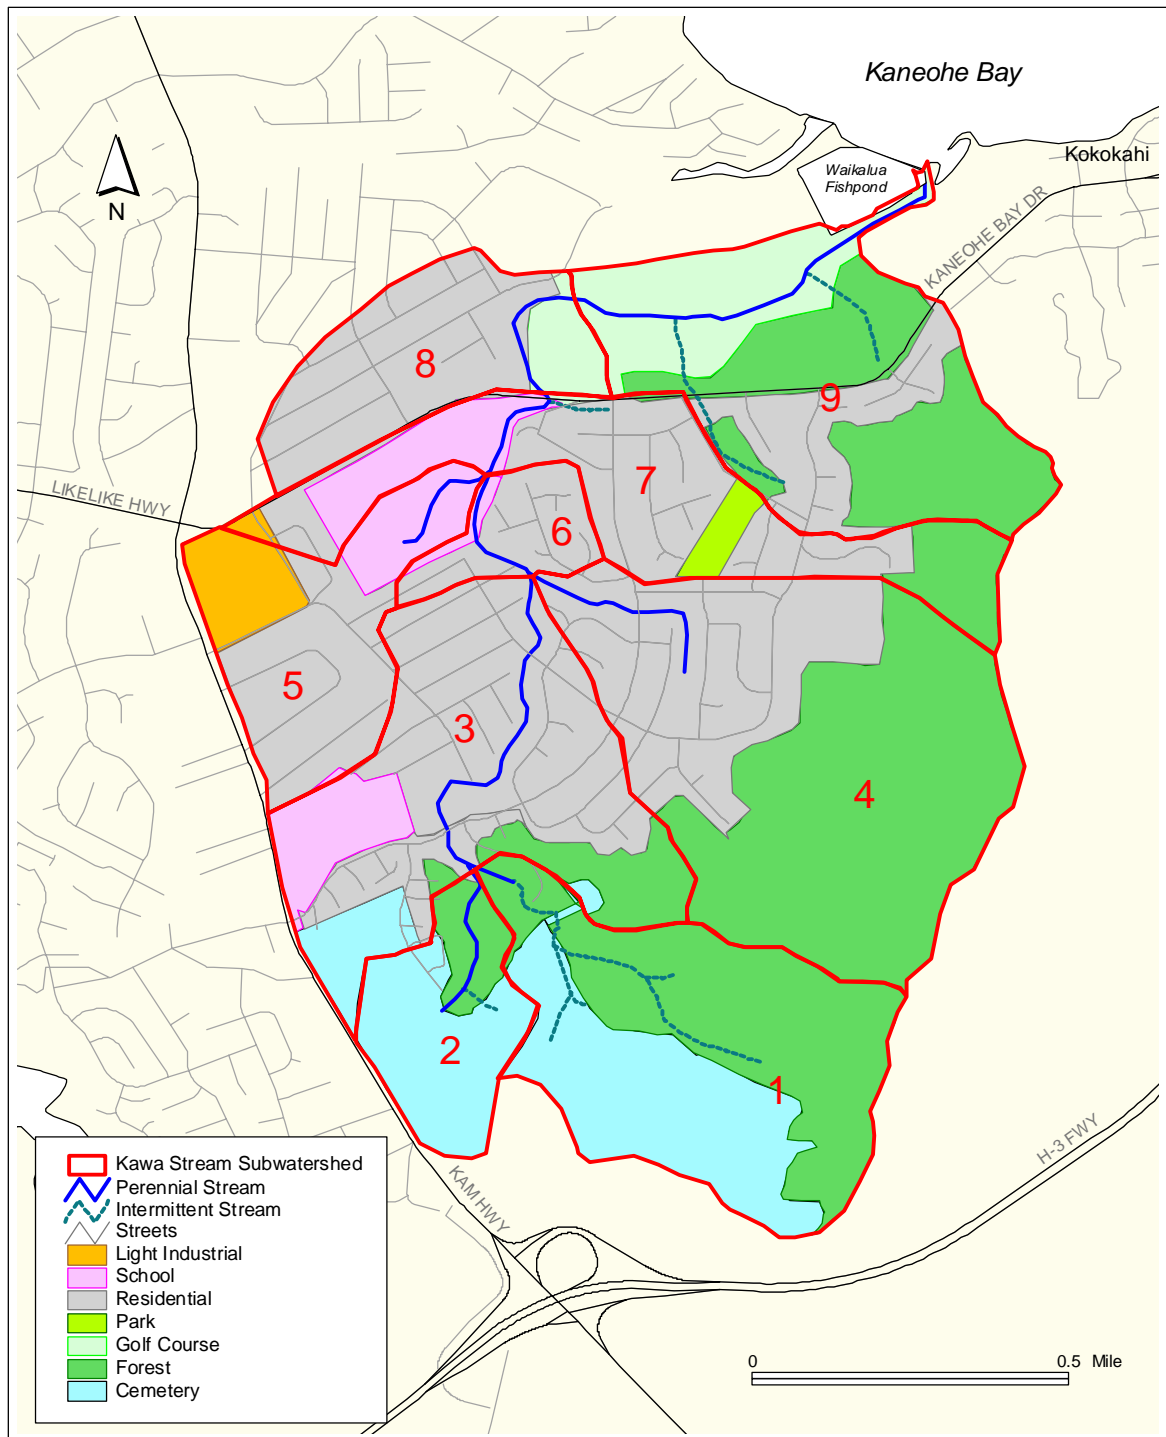 Kaneohe Bay
Kokokahi
Waikalua
Fishpond
N
KANEOHE BAY DR
8
9
7
LIKELIKE HWY
6
5
3
4
2
1
H-3 FWY
KAM HWY
Kawa Stream Subwatershed
Perennial Stream
Intermittent Stream
Streets
Light Industrial
School
Residential
Park
Golf Course
Forest
Cemetery
0 0.5 Mile